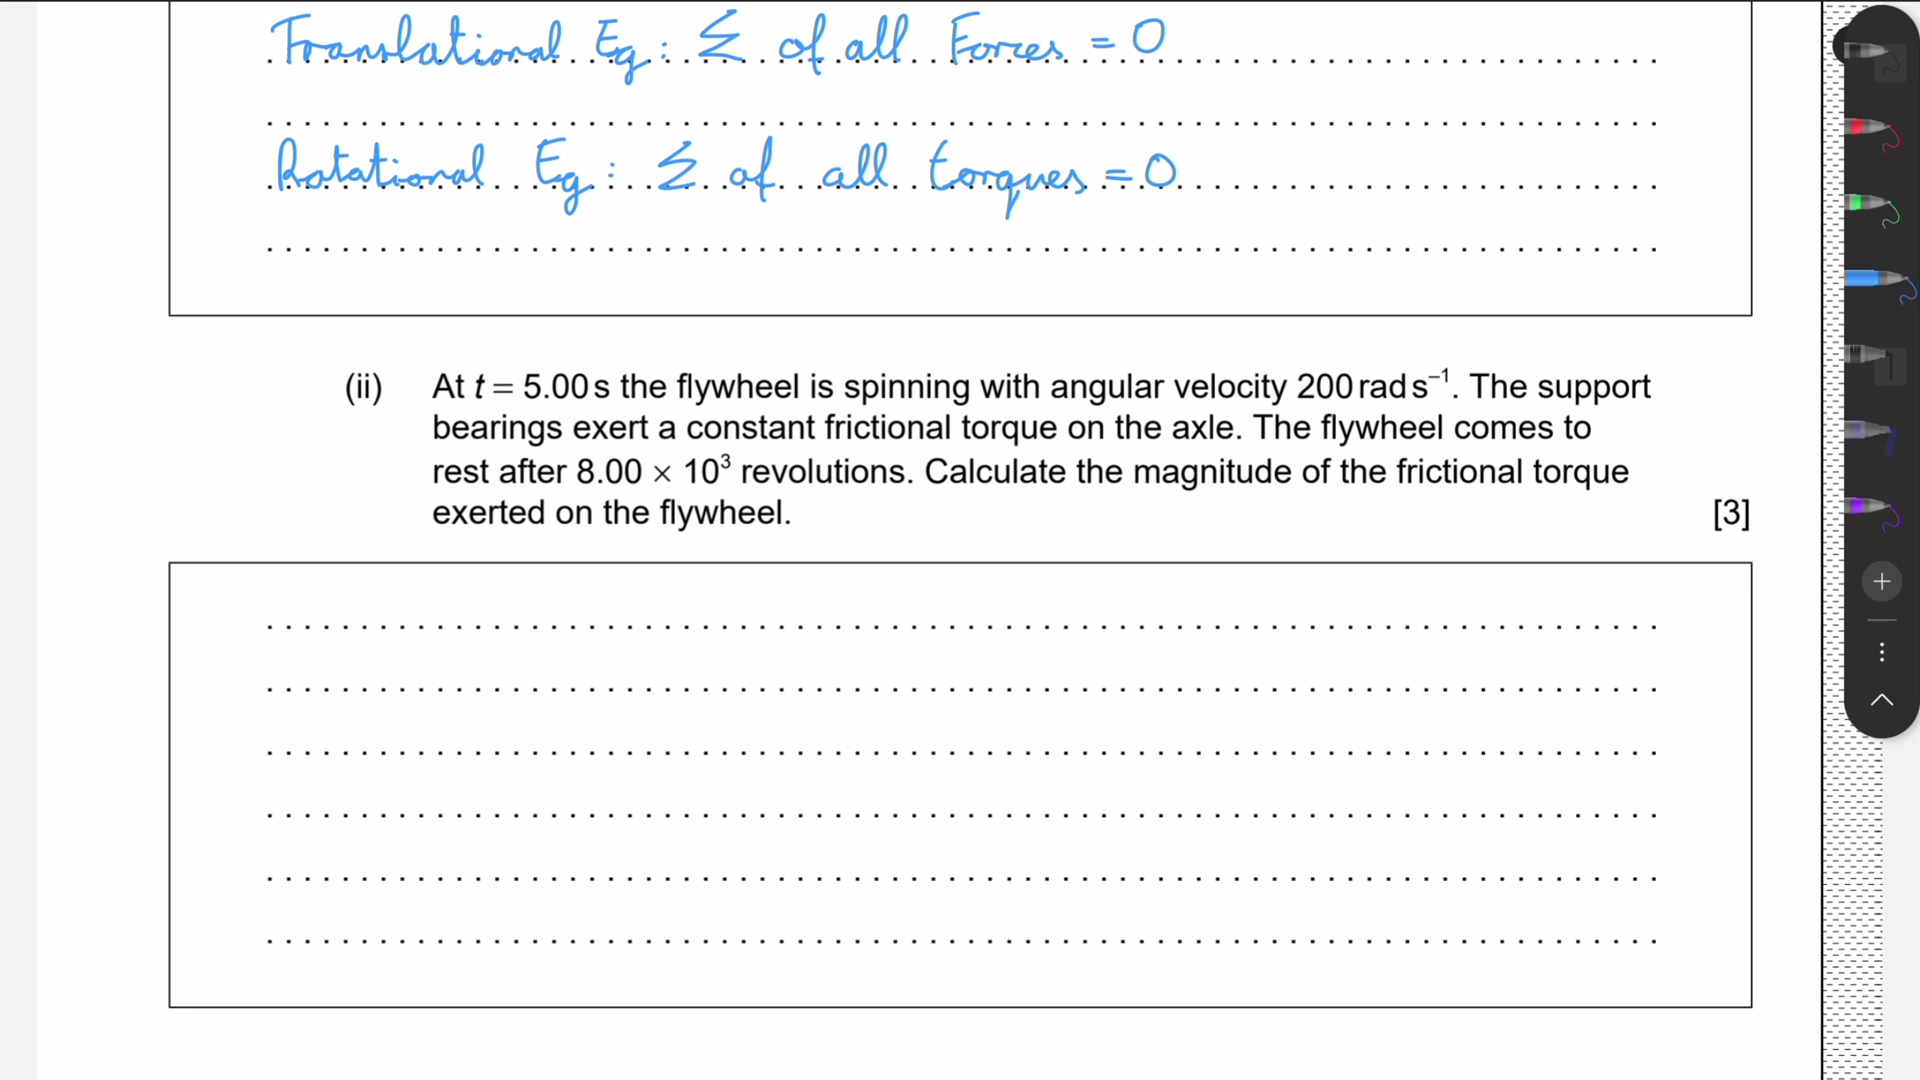 Translational Eq: Σ of all Forces = 0
Rotational Eq: Σ of all torques = 0
(ii) At t = 5.00 s the flywheel is spinning with angular velocity 200 rad s⁻¹. The support
bearings exert a constant frictional torque on the axle. The flywheel comes to
rest after 8.00 × 10³ revolutions. Calculate the magnitude of the frictional torque
exerted on the flywheel. [3]